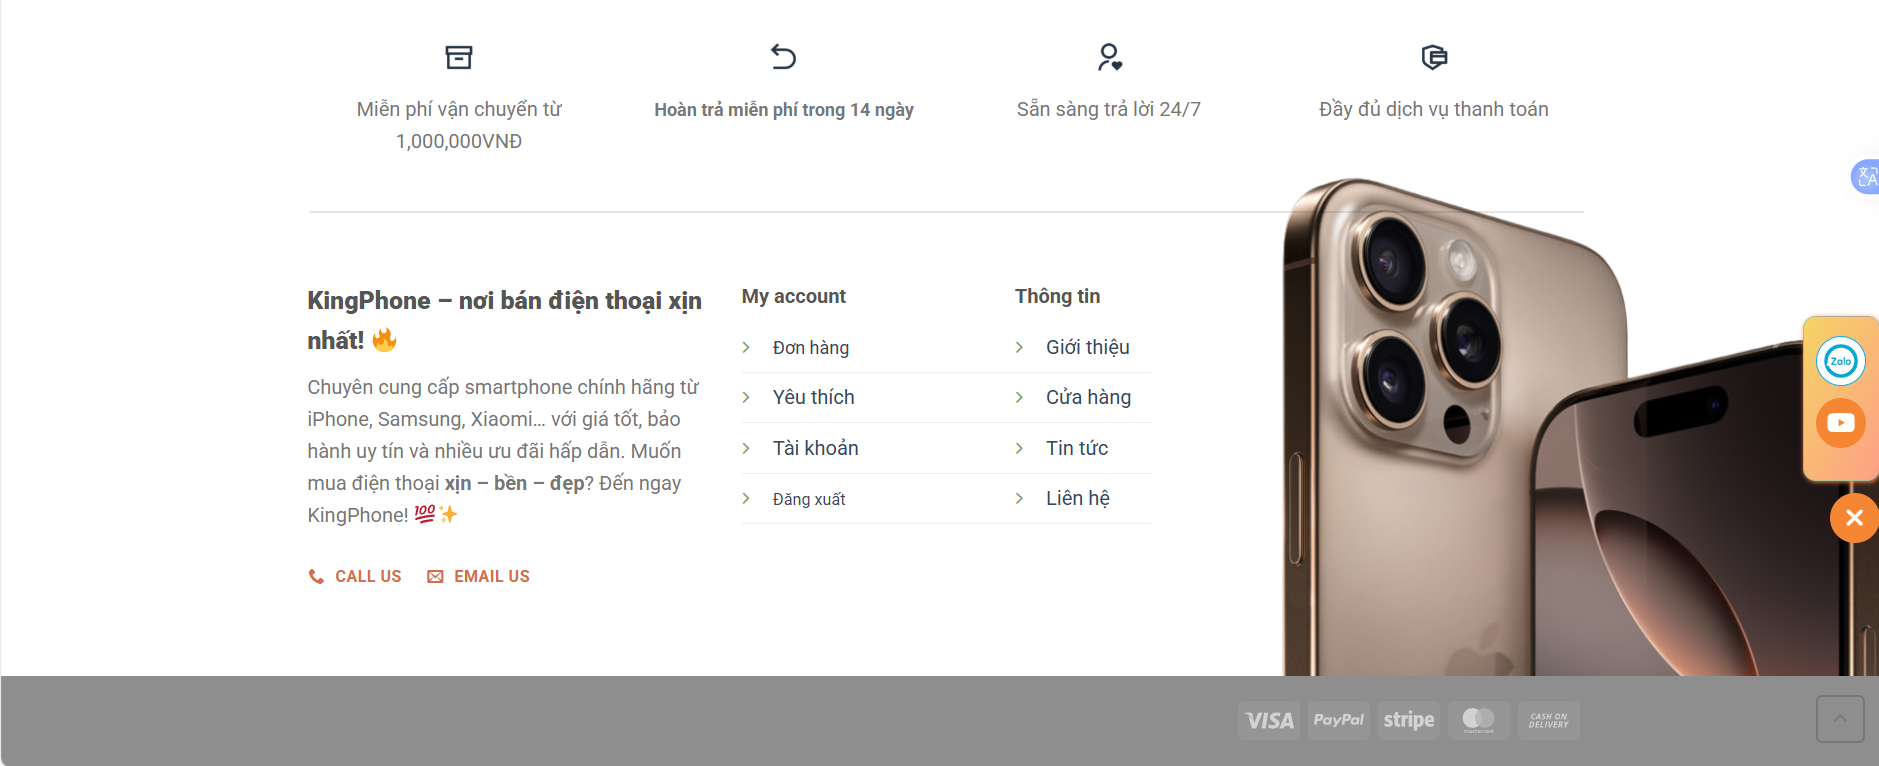 Miễn phí vận chuyển từ
1,000,000VNĐ
Hoàn trả miễn phí trong 14 ngày
Sẵn sàng trả lời 24/7
Đầy đủ dịch vụ thanh toán
KingPhone – nơi bán điện thoại xịn
nhất! 🔥
Chuyên cung cấp smartphone chính hãng từ
iPhone, Samsung, Xiaomi... với giá tốt, bảo
hành uy tín và nhiều ưu đãi hấp dẫn. Muốn
mua điện thoại xịn – bền – đẹp? Đến ngay
KingPhone! 💯✨
CALL US
EMAIL US
My account
Đơn hàng
Yêu thích
Tài khoản
Đăng xuất
Thông tin
Giới thiệu
Cửa hàng
Tin tức
Liên hệ
Zalo
VISA
PayPal
stripe
mastercard
CASH ON
DELIVERY